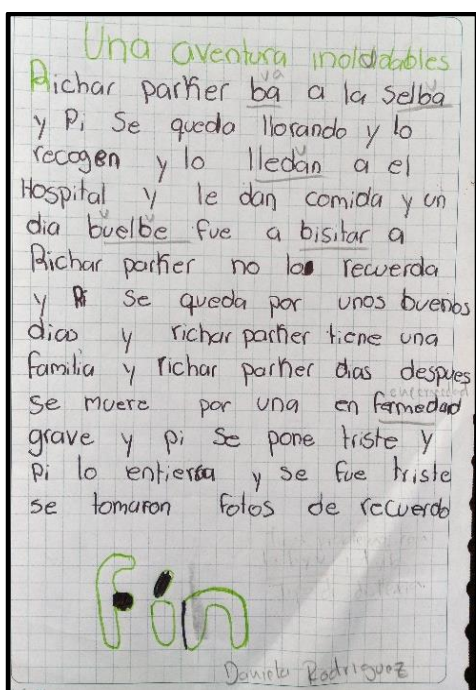 Una aventura inoldidables
Richar parker ba a la selba
y Pi Se queda llorando y lo
recogen y lo lledan a el
Hospital y le dan comida y un
dia buelbe fue a bisitar a
Richar parker no lo recuerda
y Pi se queda por unos buenos
dias y richar parker tiene una
familia y richar parker dias despues
se muere por una en fermedad
grave y pi se pone triste y
Pi lo entierra y se fue triste
se tomaron fotos de recuerdo
Fin
Daniela Rodriguez